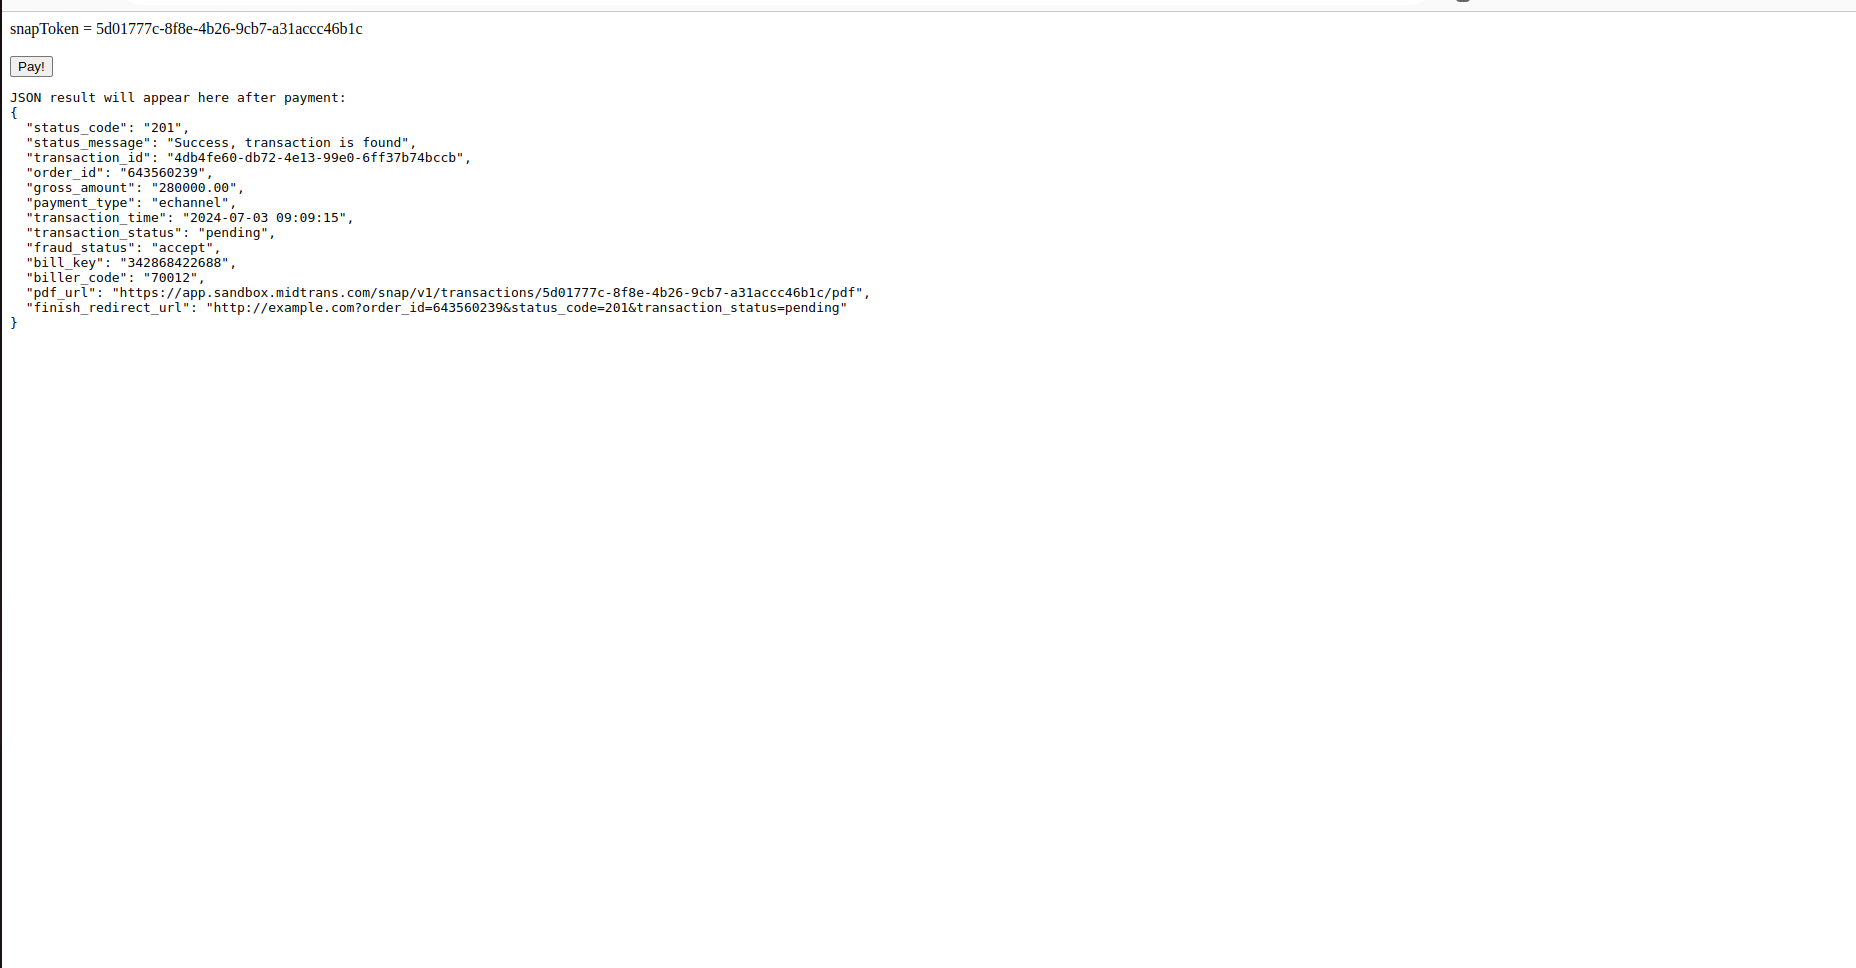 snapToken = 5d01777c-8f8e-4b26-9cb7-a31accc46b1c
Pay!
JSON result will appear here after payment:
{
  "status_code": "201",
  "status_message": "Success, transaction is found",
  "transaction_id": "4db4fe60-db72-4e13-99e0-6ff37b74bccb",
  "order_id": "643560239",
  "gross_amount": "280000.00",
  "payment_type": "echannel",
  "transaction_time": "2024-07-03 09:09:15",
  "transaction_status": "pending",
  "fraud_status": "accept",
  "bill_key": "342868422688",
  "biller_code": "70012",
  "pdf_url": "https://app.sandbox.midtrans.com/snap/v1/transactions/5d01777c-8f8e-4b26-9cb7-a31accc46b1c/pdf",
  "finish_redirect_url": "http://example.com?order_id=643560239&status_code=201&transaction_status=pending"
}